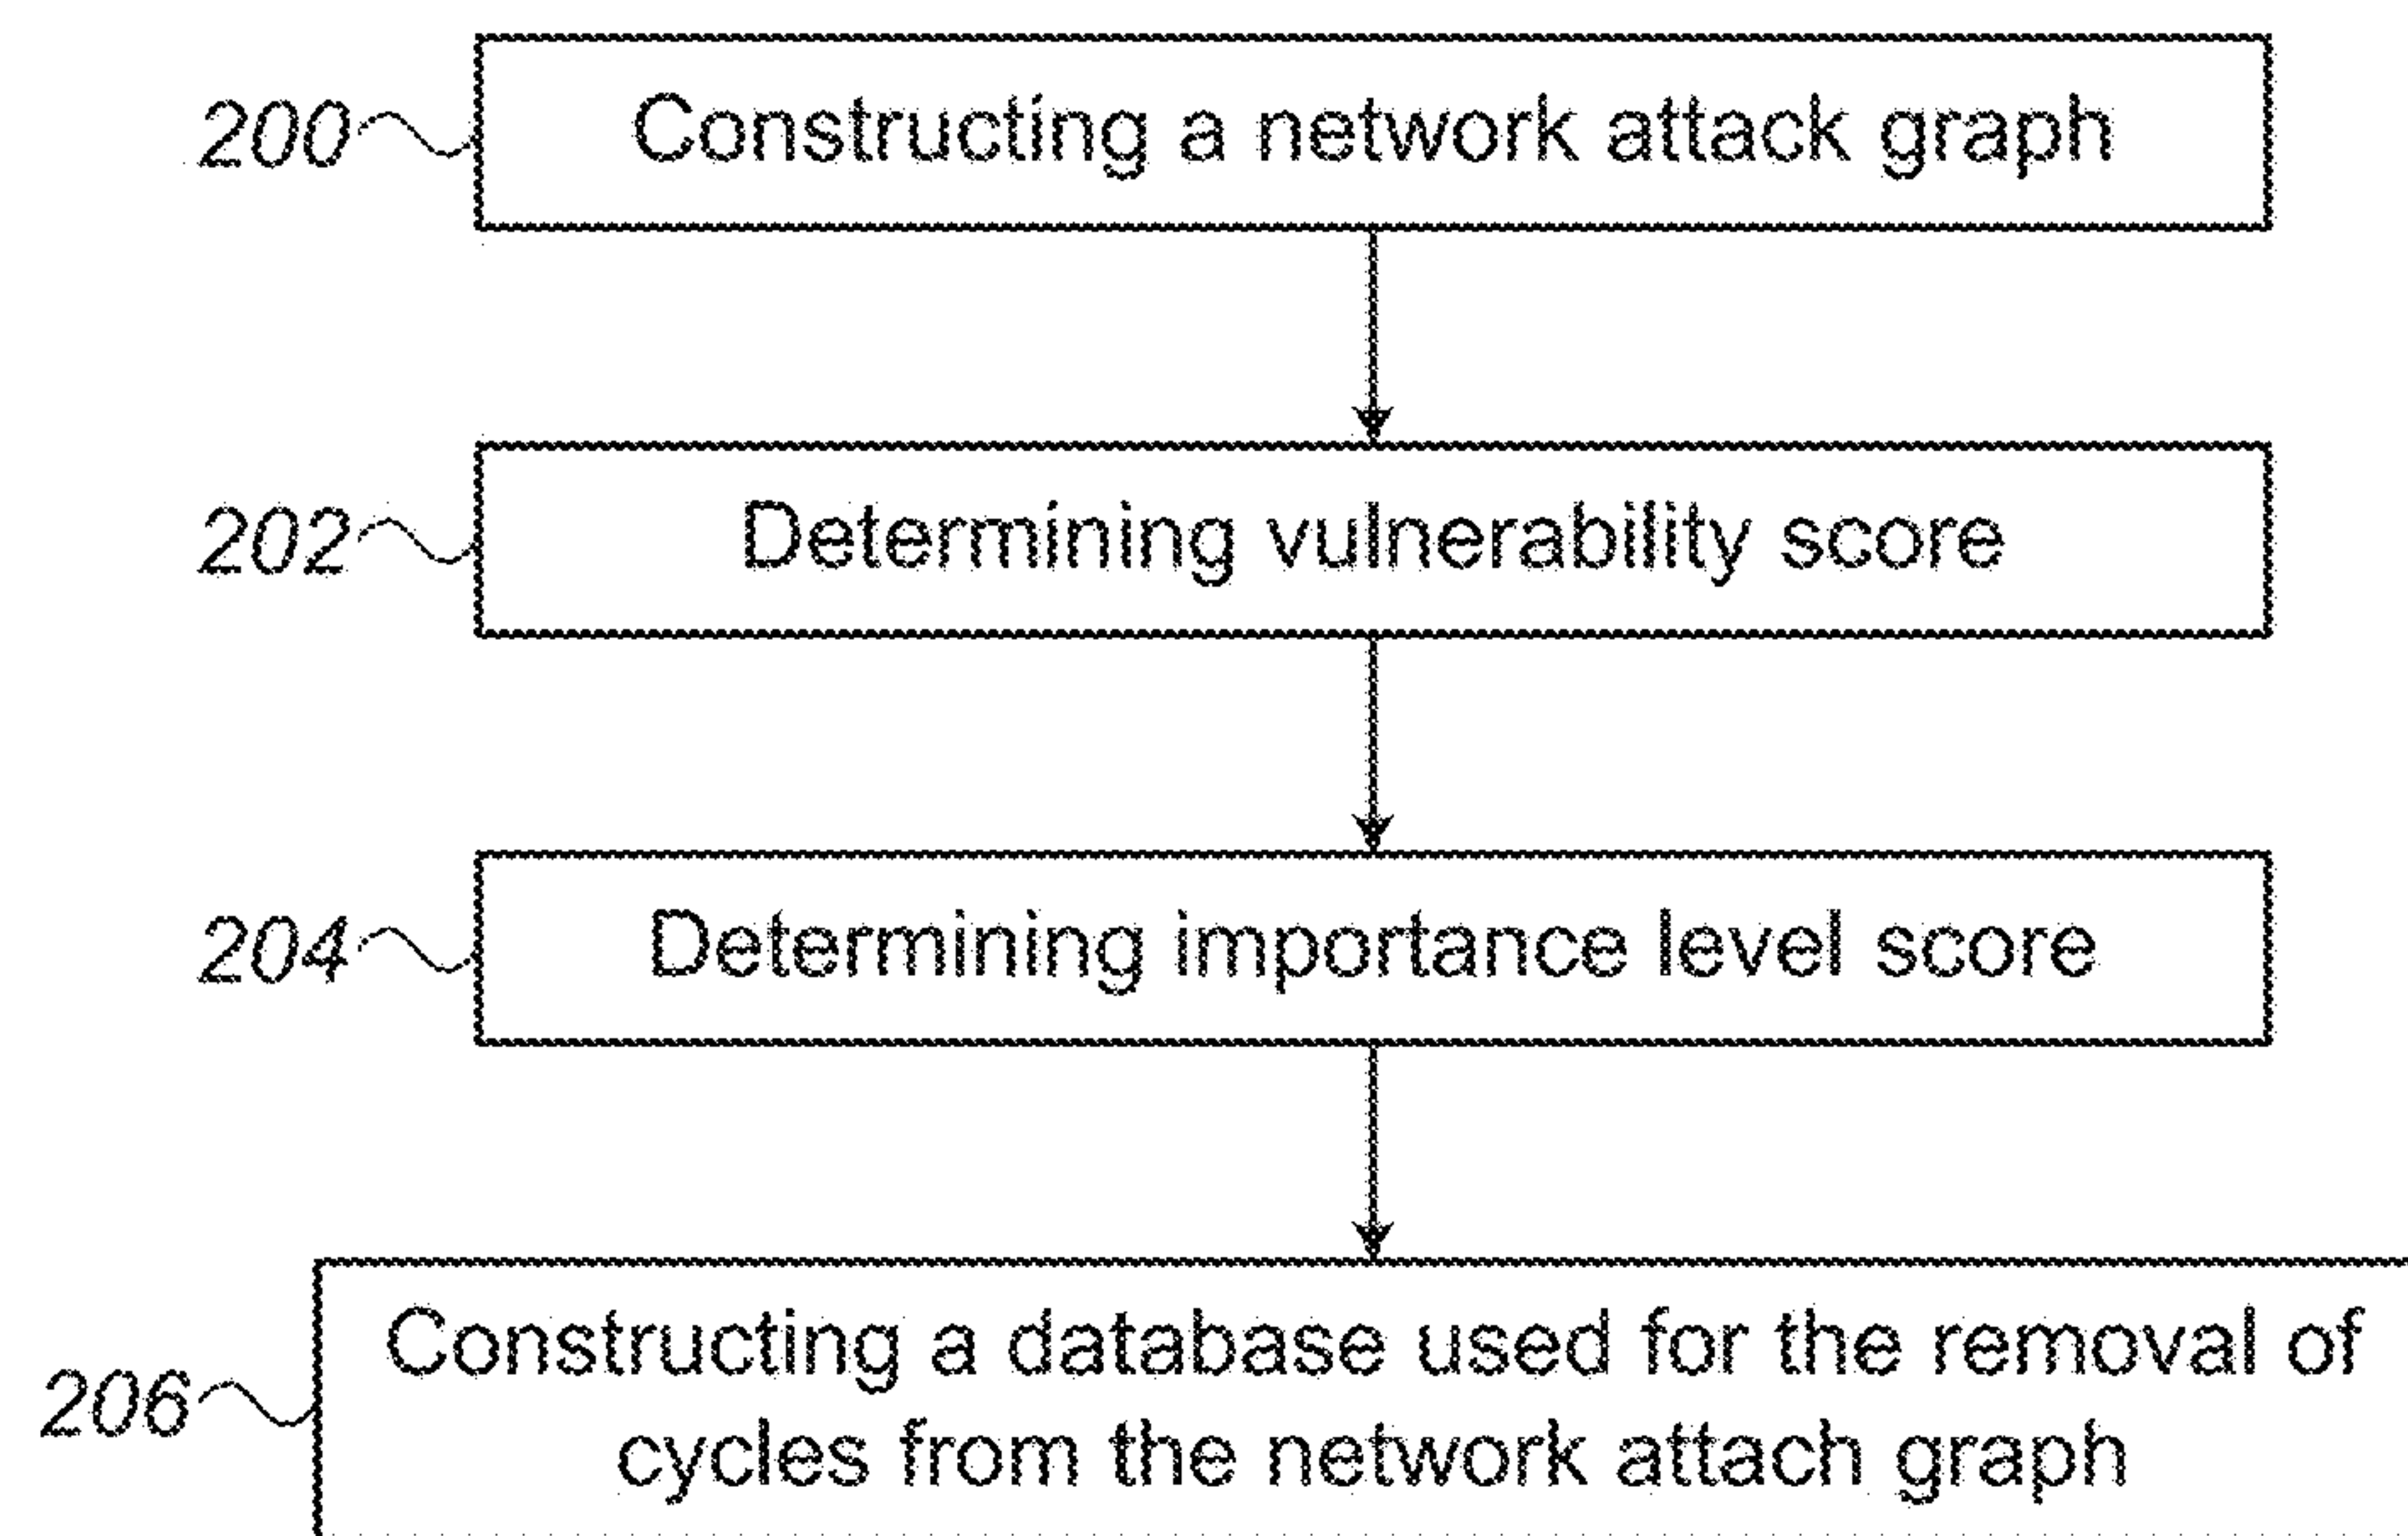 200 Constructing a network attack graph
202 Determining vulnerability score
204 Determining importance level score
Constructing a database used for the removal of
206
cycles from the network attach graph